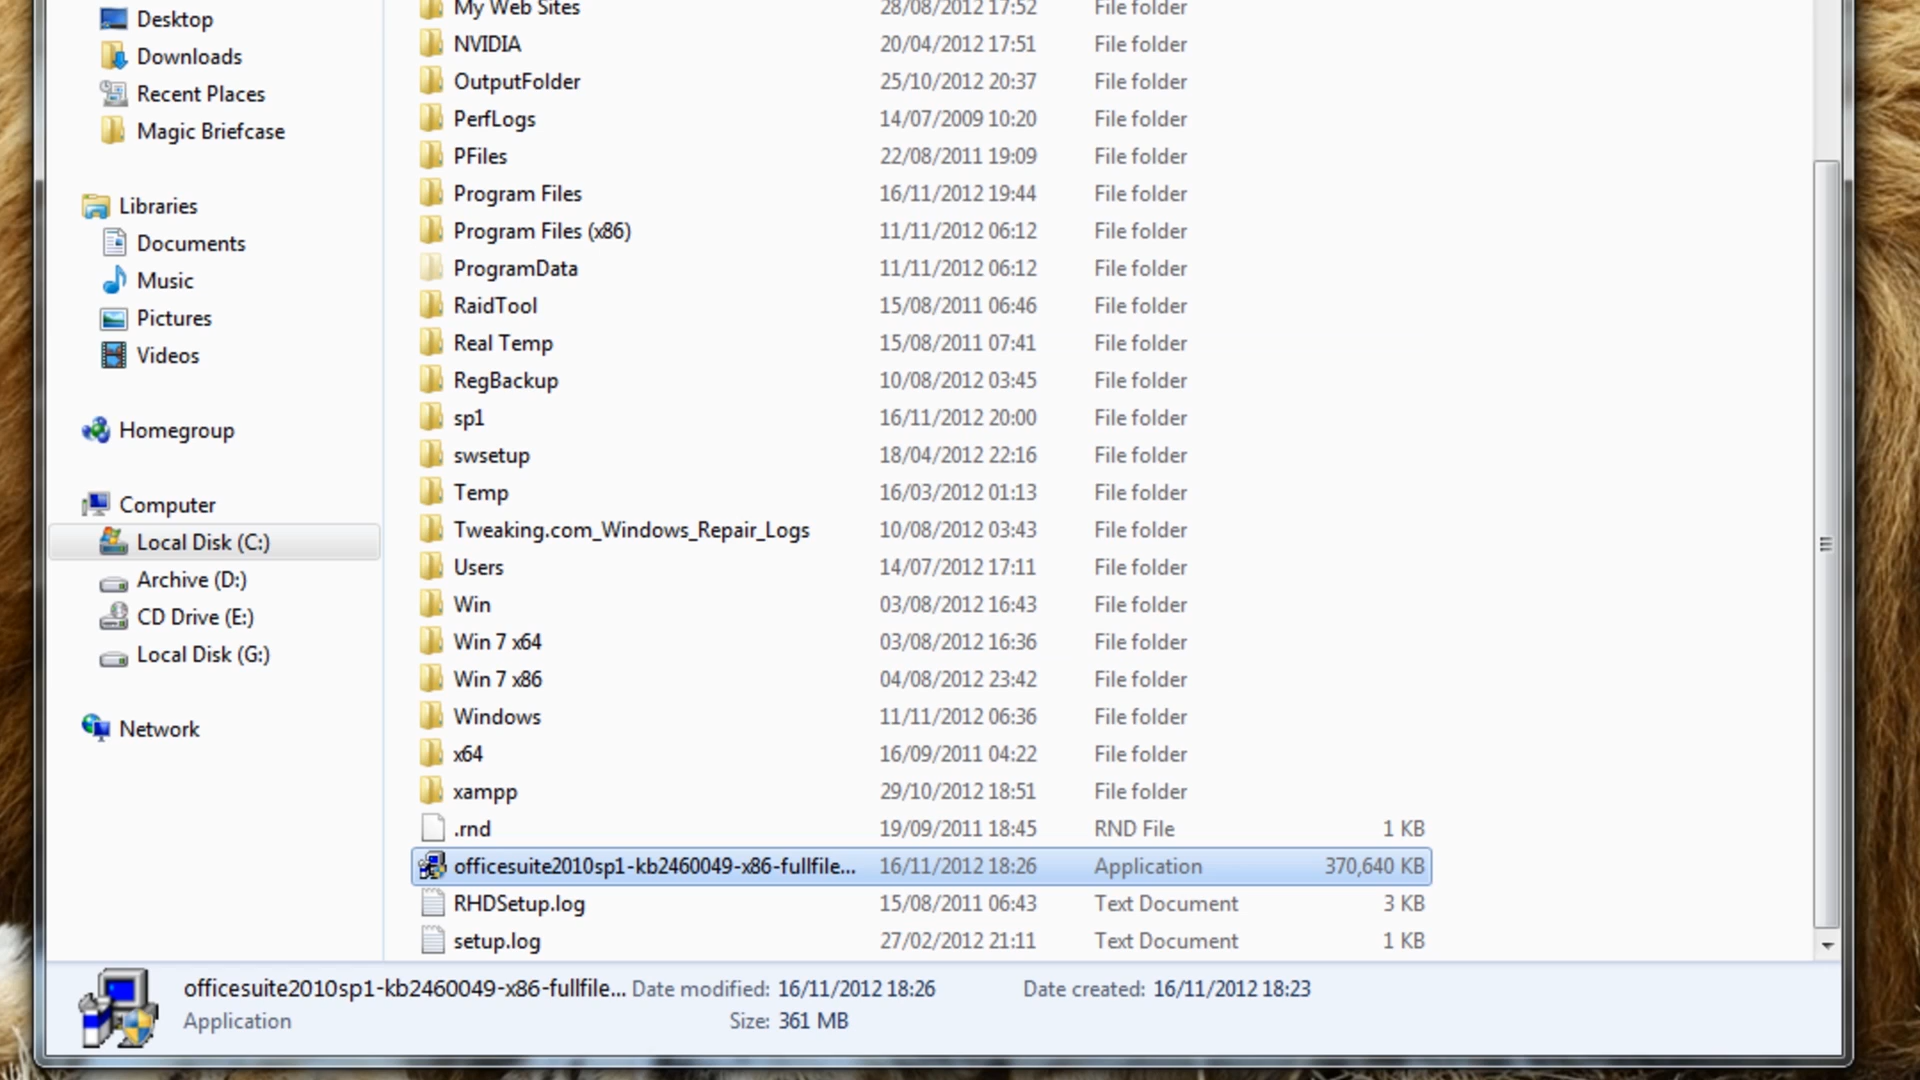 Desktop
Downloads
Recent Places
Magic Briefcase
Libraries
Documents
Music
Pictures
Videos
Homegroup
Computer
Local Disk (C:)
Archive (D:)
CD Drive (E:)
Local Disk (G:)
Network
My Web Sites 28/08/2012 17:52 File folder
NVIDIA 20/04/2012 17:51 File folder
OutputFolder 25/10/2012 20:37 File folder
PerfLogs 14/07/2009 10:20 File folder
PFiles 22/08/2011 19:09 File folder
Program Files 16/11/2012 19:44 File folder
Program Files (x86) 11/11/2012 06:12 File folder
ProgramData 11/11/2012 06:12 File folder
RaidTool 15/08/2011 06:46 File folder
Real Temp 15/08/2011 07:41 File folder
RegBackup 10/08/2012 03:45 File folder
sp1 16/11/2012 20:00 File folder
swsetup 18/04/2012 22:16 File folder
Temp 16/03/2012 01:13 File folder
Tweaking.com_Windows_Repair_Logs 10/08/2012 03:43 File folder
Users 14/07/2012 17:11 File folder
Win 03/08/2012 16:43 File folder
Win 7 x64 03/08/2012 16:36 File folder
Win 7 x86 04/08/2012 23:42 File folder
Windows 11/11/2012 06:36 File folder
x64 16/09/2011 04:22 File folder
xampp 29/10/2012 18:51 File folder
.rnd 19/09/2011 18:45 RND File 1 KB
officesuite2010sp1-kb2460049-x86-fullfile... 16/11/2012 18:26 Application 370,640 KB
RHDSetup.log 15/08/2011 06:43 Text Document 3 KB
setup.log 27/02/2012 21:11 Text Document 1 KB
officesuite2010sp1-kb2460049-x86-fullfile... Date modified: 16/11/2012 18:26 Date created: 16/11/2012 18:23
Application Size: 361 MB